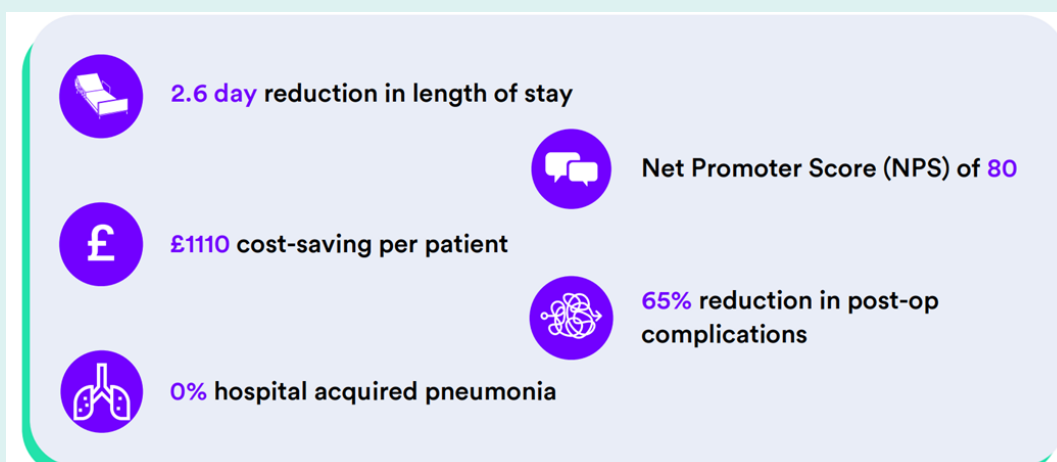 2.6 day reduction in length of stay
Net Promoter Score (NPS) of 80
£
£1110 cost-saving per patient
65% reduction in post-op
complications
0% hospital acquired pneumonia